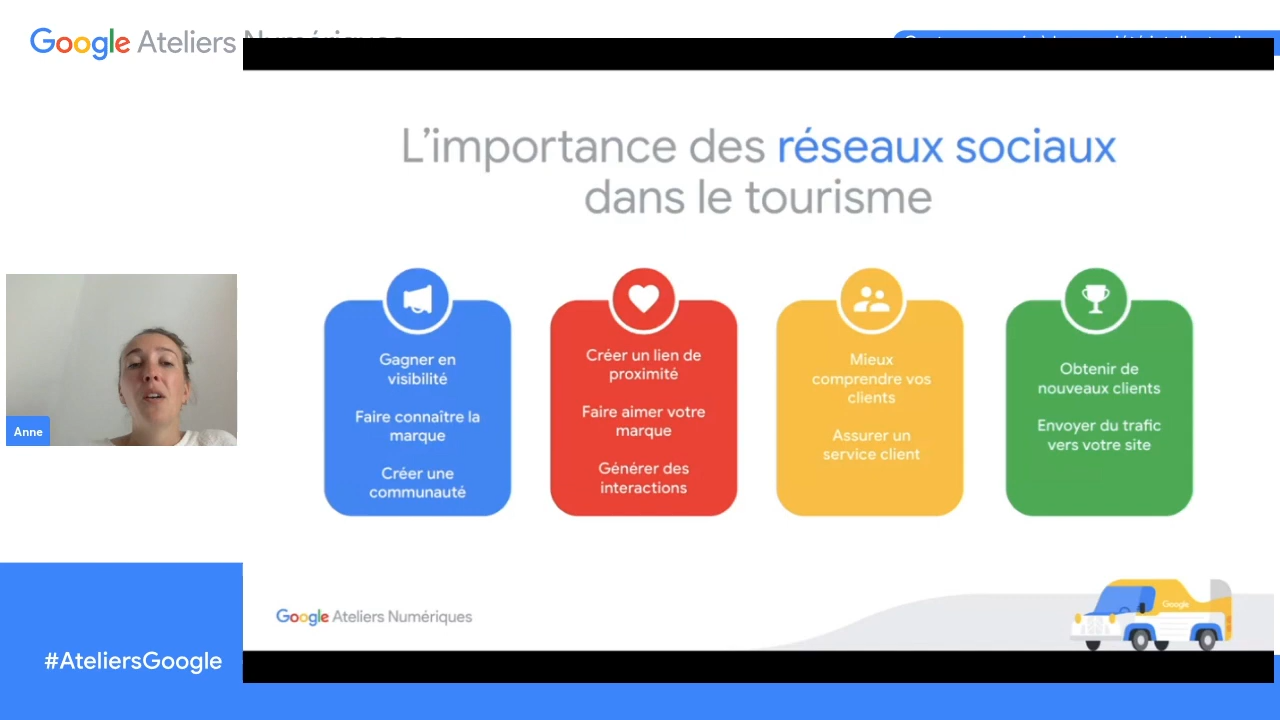 Google Ateliers
L'importance des réseaux sociaux
dans le tourisme
Gagner en
visibilité
Faire connaître la
marque
Créer une
communauté
Créer un lien de
proximité
Faire aimer votre
marque
Générer des
interactions
Mieux
comprendre vos
clients
Assurer un
service client
Obtenir de
nouveaux clients
Envoyer du trafic
vers votre site
Anne
Google Ateliers Numériques
Google
#AteliersGoogle